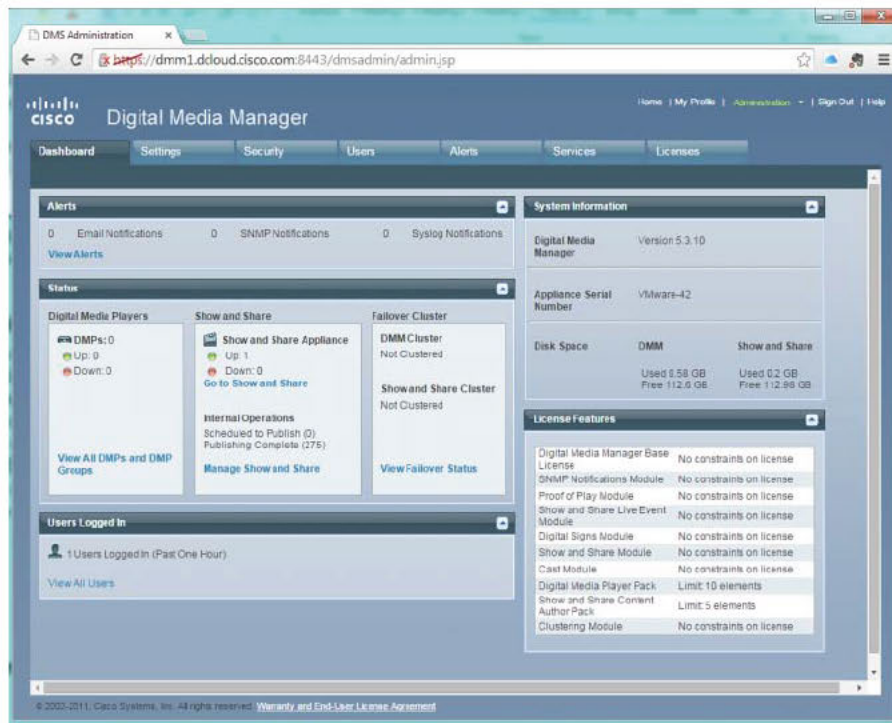 DMS Administration
https://dmm1.dcloud.cisco.com:8443/dmsadmin/admin.jsp
Home | My Profile | Administration | Sign Out | Help
CISCO Digital Media Manager
Dashboard Settings Security Users Alerts Services Licenses
Alerts
0 Email Notifications 0 SNMP Notifications 0 Syslog Notifications
View Alerts
Status
Digital Media Players
DMPs: 0
Up: 0
Down: 0
View All DMPs and DMP
Groups
Show and Share
Show and Share Appliance
Up: 1
Down: 0
Go to Show and Share
Internal Operations
Scheduled to Publish (0)
Publishing Complete (275)
Manage Show and Share
Failover Cluster
DMM Cluster
Not Clustered
Show and Share Cluster
Not Clustered
View Failover Status
Users Logged In
1 Users Logged In (Past One Hour)
View All Users
System Information
Digital Media
Manager
Version 5.3.10
Appliance Serial
Number
VMware-42
Disk Space DMM Show and Share
Used 0.58 GB Used 0.2 GB
Free 112.6 GB Free 112.98 GB
License Features
Digital Media Manager Base
License
No constraints on license
SNMP Notifications Module No constraints on license
Proof of Play Module No constraints on license
Show and Share Live Event
Module
No constraints on license
Digital Signs Module No constraints on license
Show and Share Module No constraints on license
Cast Module No constraints on license
Digital Media Player Pack Limit: 10 elements
Show and Share Content
Author Pack
Limit: 5 elements
Clustering Module No constraints on license
© 2002-2011, Cisco Systems, Inc. All rights reserved. Warranty and End-User License Agreement